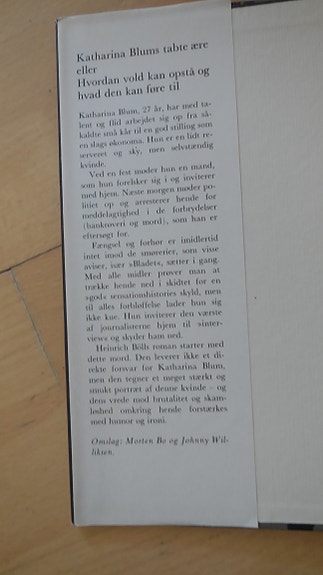 Katharina Blums tabte ære
eller
Hvordan vold kan opstå og
hvad den kan føre til
Katharina Blum, 27 år, har med ta-
lent og flid arbejdet sig op fra så-
kaldte små kår til en god stilling som
en slags økonoma. Hun er en lidt re-
serveret og sky, men selvstændig
kvinde.
Ved en fest møder hun en mand,
som hun forelsker sig i og inviterer
med hjem. Næste morgen møder po-
litiet op og arresterer hende for
meddelagtighed i de forbrydelser
(bankrøveri og mord), som han er
eftersøgt for.
Fængsel og forhør er imidlertid
intet imod de smøverier, som visse
aviser, især »Bladet«, sætter i gang.
Med alle midler prøver man at
trække hende ned i skidtet for en
»god« sensationshistories skyld, men
til alles forbløffelse lader hun sig
ikke kue. Hun inviterer den værste
af journalisterne hjem til »inter-
view« og skyder ham ned.
Heinrich Bölls roman starter med
dette mord. Den leverer ikke et di-
rekte forsvar for Katharina Blum,
men den tegner et meget stærkt og
smukt portræt af denne kvinde – og
dens vrede mod brutalitet og skam-
løshed omkring hende forstærkes
med humor og ironi.
Omslag: Morten Bo og Johnny Wil-
liksen.